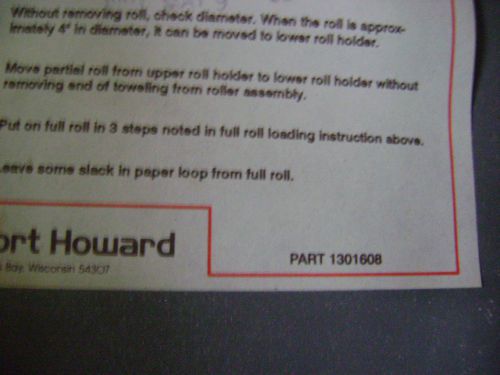 Without removing roll, check diameter. When the roll is approx-
imately 4" in diameter, it can be moved to lower roll holder.
Move partial roll from upper roll holder to lower roll holder without
removing end of toweling from roller assembly.
Put on full roll in 3 steps noted in full roll loading instruction above.
eave some slack in paper loop from full roll.
ort Howard
Bay, Wisconsin 54307
PART 1301608